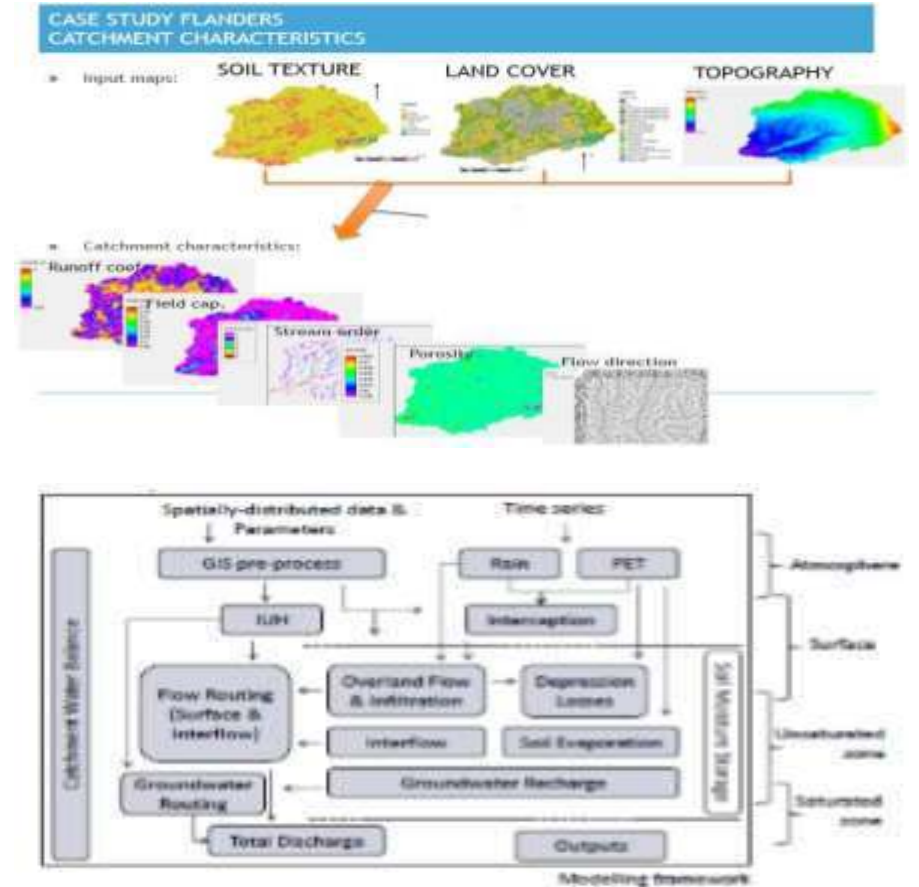 CASE STUDY FLANDERS
CATCHMENT CHARACTERISTICS
Input maps:
SOIL TEXTURE
LAND COVER
TOPOGRAPHY
Catchment characteristics:
Runoff coef.
Field cap.
Stream order
Porosity
Flow direction
Spatially-distributed data &
Parameters
Time series
GIS pre-process
Rain
PET
Atmosphere
IUH
Interception
Surface
Catchment Water Balance
Flow Routing
(Surface &
Interflow)
Overland Flow
& Infiltration
Depression
Losses
Soil Moisture Storage
Interflow
Soil Evaporation
Unsaturated
zone
Groundwater Recharge
Groundwater
Routing
Saturated
zone
Total Discharge
Outputs
Modelling framework